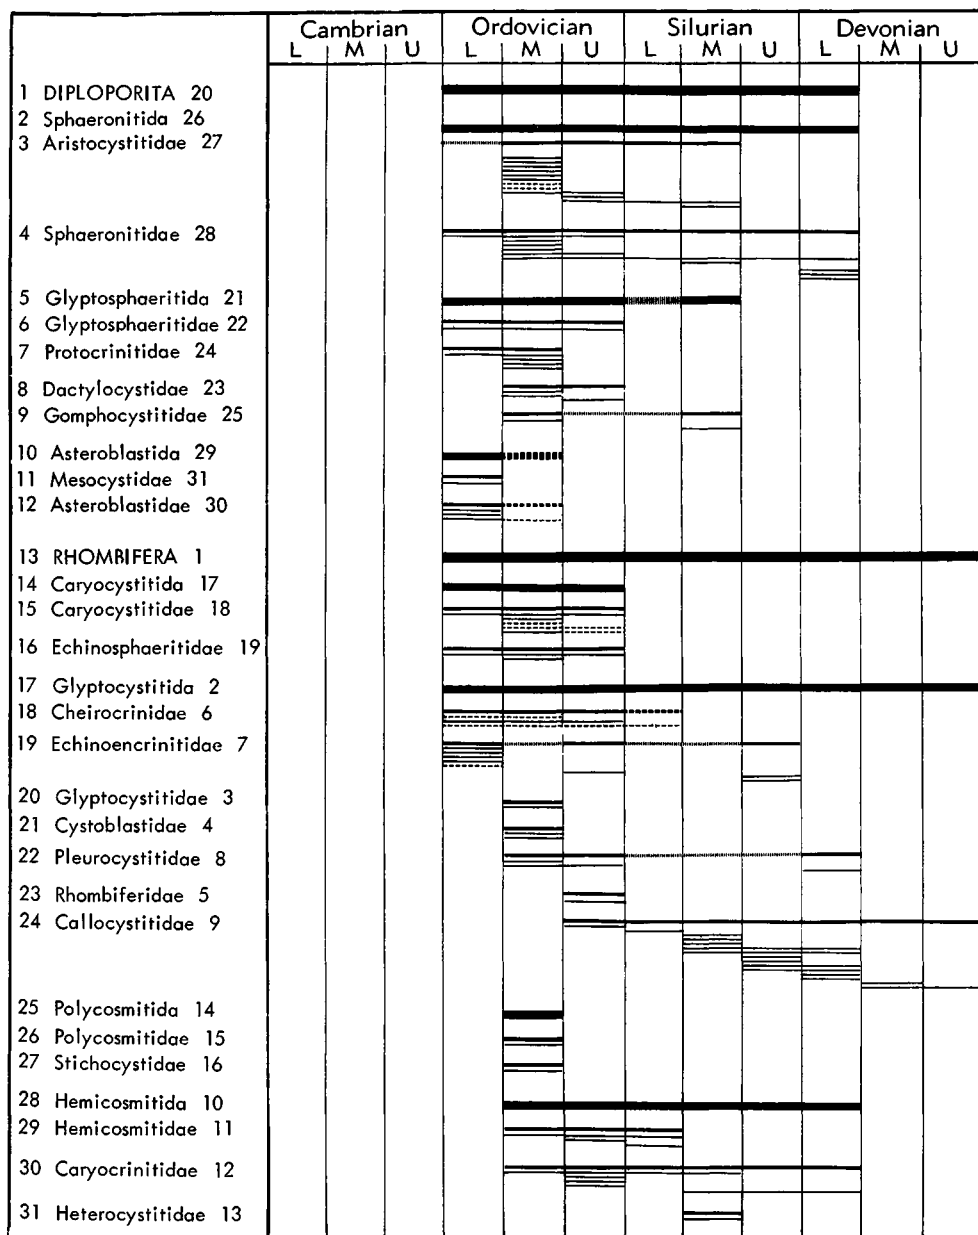 Cambrian Ordovician Silurian Devonian
L M U L M U L M U L M U
1 DIPLOPORITA 20
2 Sphaeronitida 26
3 Aristocystitidae 27
4 Sphaeronitidae 28
5 Glyptosphaeritida 21
6 Glyptosphaeritidae 22
7 Protocrinitidae 24
8 Dactylocystidae 23
9 Gomphocystitidae 25
10 Asteroblastida 29
11 Mesocystidae 31
12 Asteroblastidae 30
13 RHOMBIFERA 1
14 Caryocystitida 17
15 Caryocystitidae 18
16 Echinosphaeritidae 19
17 Glyptocystitida 2
18 Cheirocrinidae 6
19 Echinoencrinitidae 7
20 Glyptocystitidae 3
21 Cystoblastidae 4
22 Pleurocystitidae 8
23 Rhombiferidae 5
24 Callocystitidae 9
25 Polycosmitida 14
26 Polycosmitidae 15
27 Stichocystidae 16
28 Hemicosmitida 10
29 Hemicosmitidae 11
30 Caryocrinitidae 12
31 Heterocystitidae 13